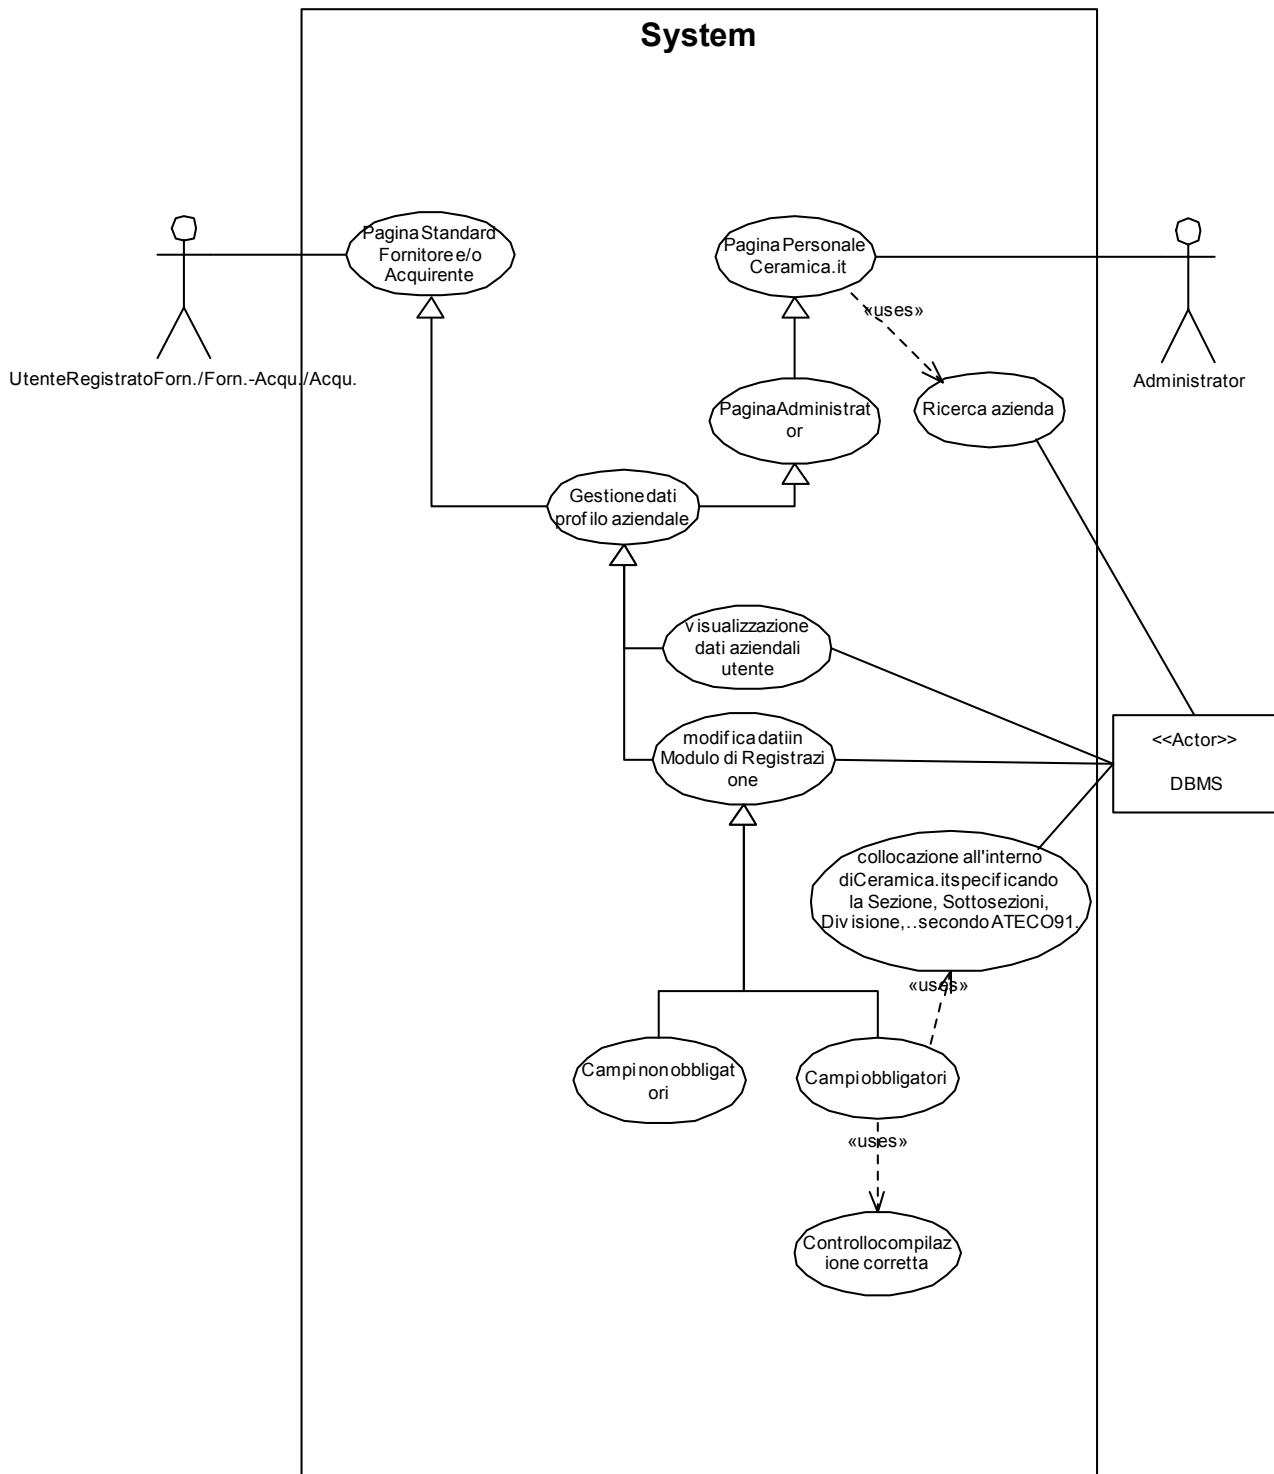 System
PaginaStandard
Fornitore e/o
Acquirente
PaginaPersonale
Ceramica.it
«uses»
UtenteRegistratoForn./Forn.-Acqu./Acqu.
Administrator
PaginaAdministrat
or
Ricerca azienda
Gestione dati
profilo aziendale
visualizzazione
dati aziendali
utente
modifica dati in
Modulo di Registrazi
one
<<Actor>>
DBMS
collocazione all'interno
di Ceramica.it specificando
la Sezione, Sottosezioni,
Divisione,.. secondo ATECO91.
«uses»
Campi non obbligat
ori
Campi obbligatori
«uses»
Controllo compilaz
ione corretta